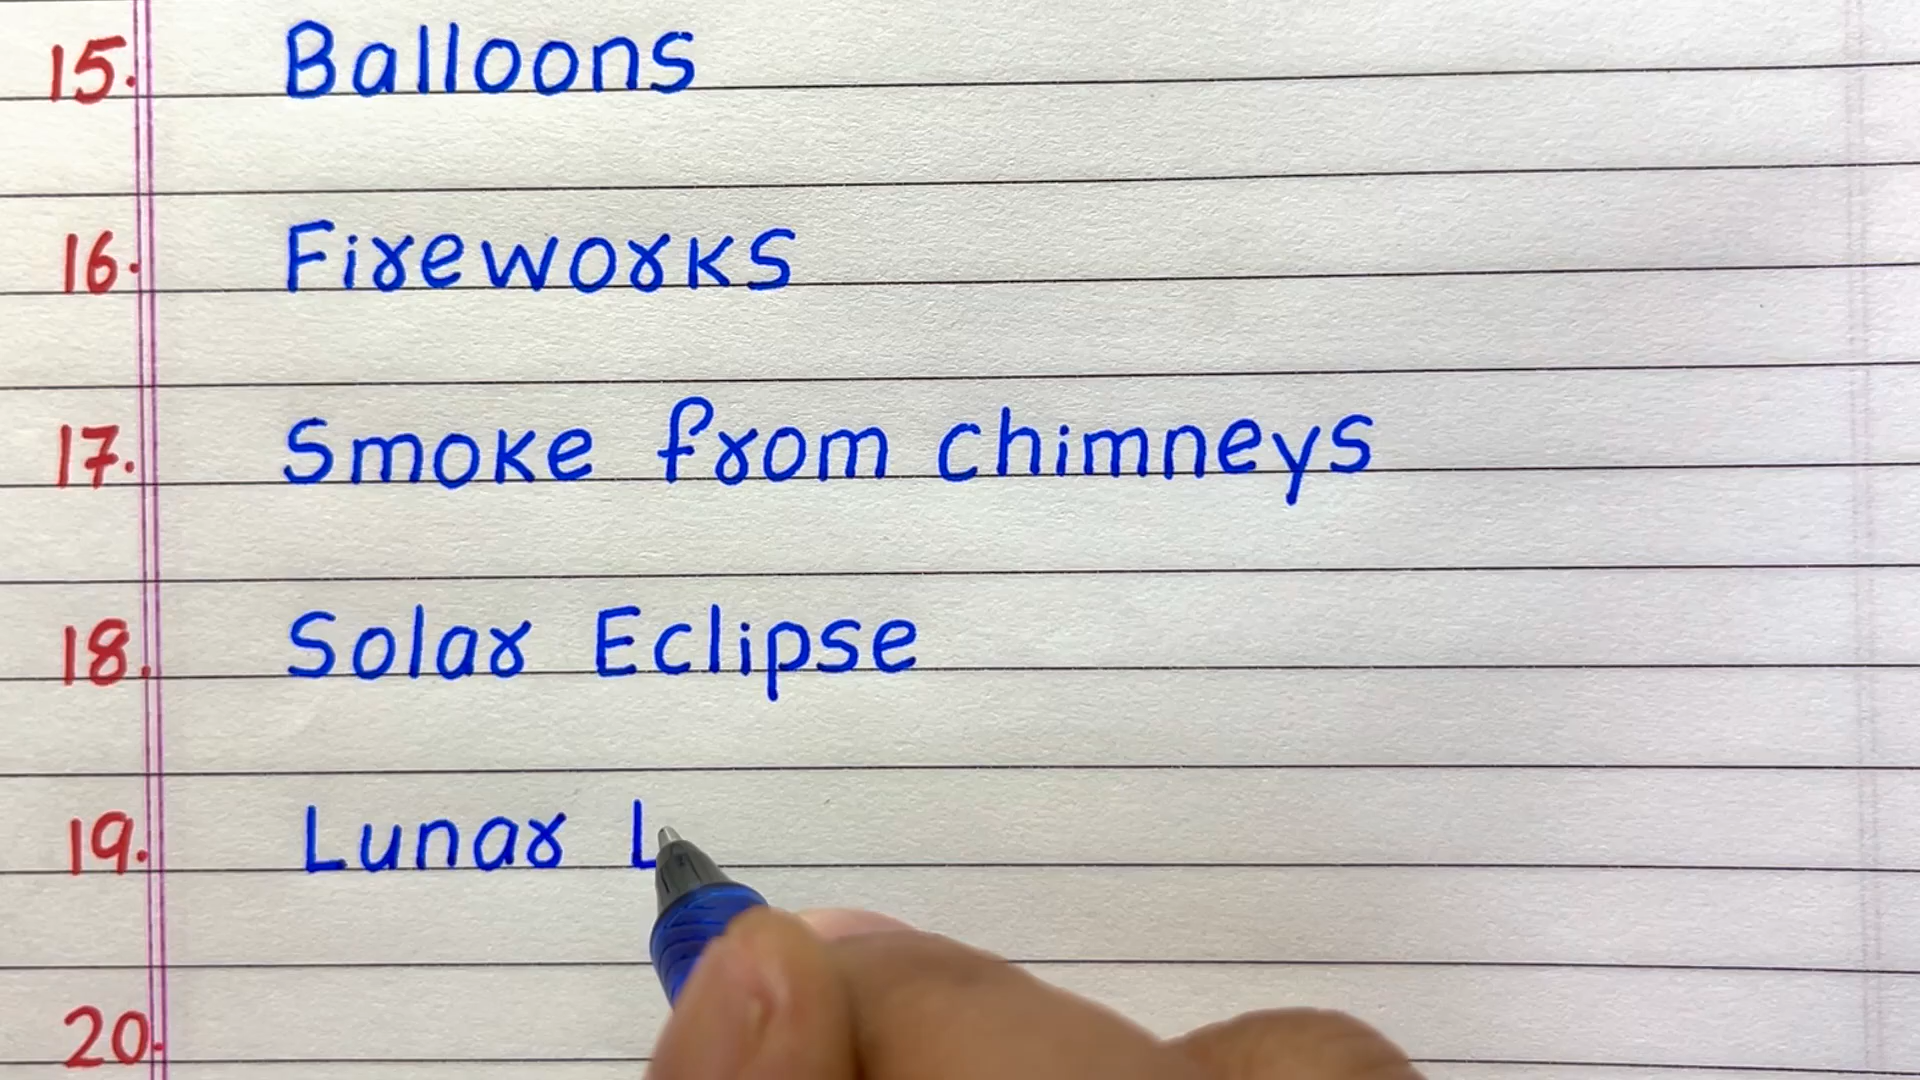 15. Balloons
16. Fireworks
17. Smoke from chimneys
18. Solar Eclipse
19. Lunar
20.